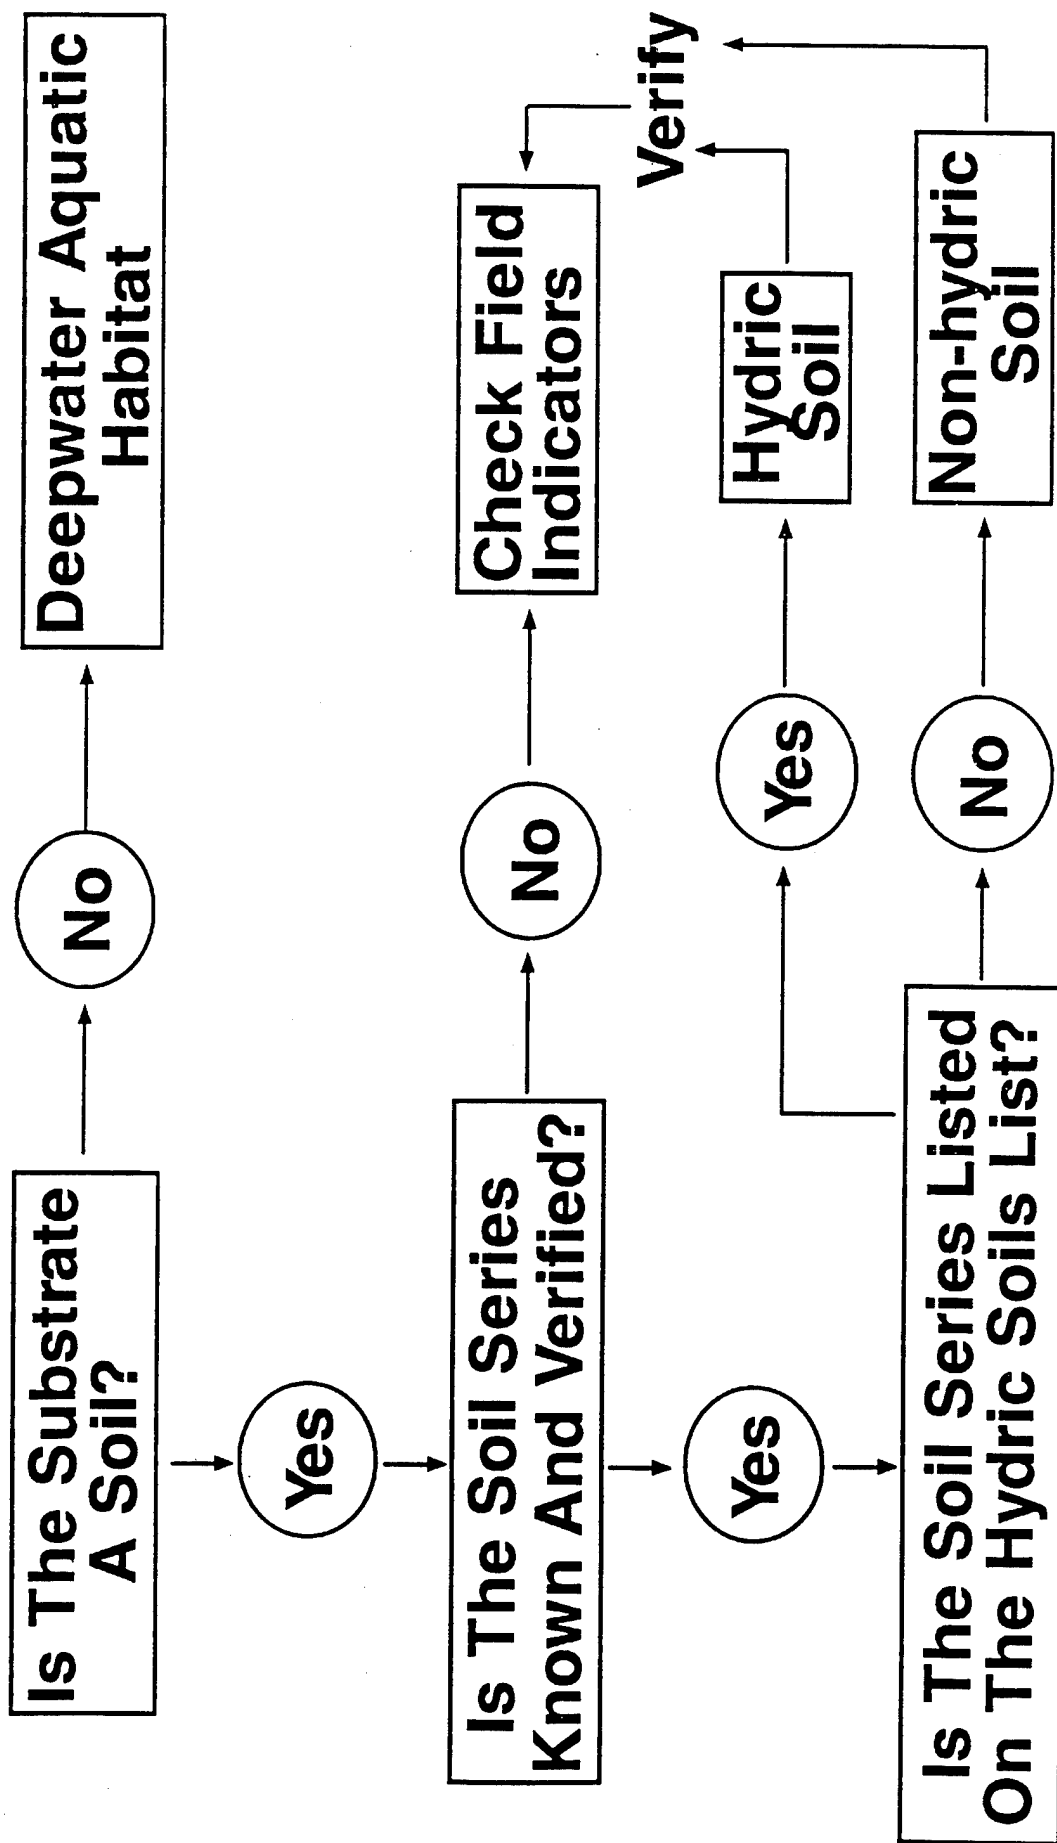 Is The Substrate
A Soil?
No
Deepwater Aquatic
Habitat
Yes
Is The Soil Series
Known And Verified?
No
Check Field
Indicators
Yes
Verify
Is The Soil Series Listed
On The Hydric Soils List?
Yes
Hydric
Soil
No
Non-hydric
Soil